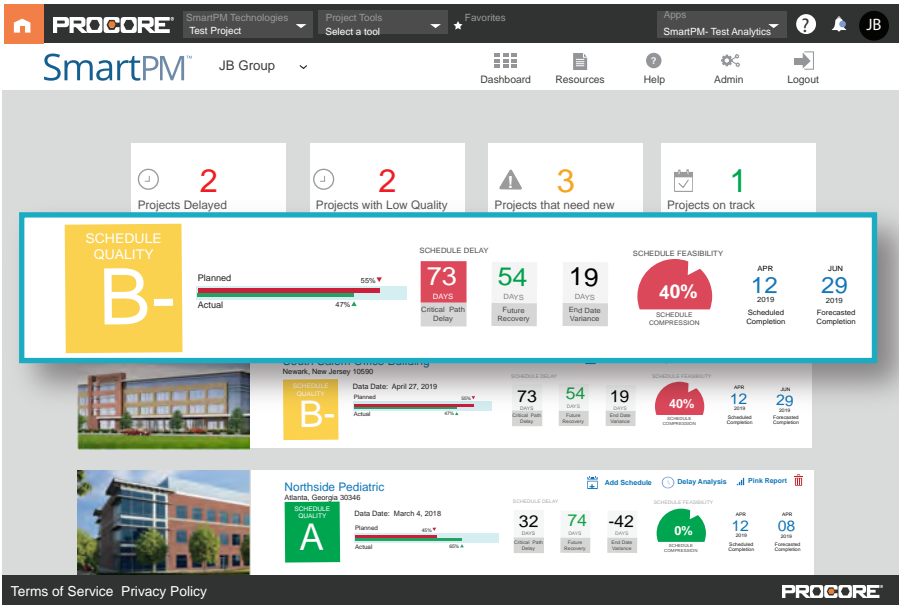 PROCORE®
SmartPM Technologies
Test Project
Project Tools
Select a tool
Favorites
Apps
SmartPM- Test Analytics
?
JB
SmartPM™
JB Group
Dashboard
Resources
Help
Admin
Logout
2
Projects Delayed
2
Projects with Low Quality
3
Projects that need new
1
Projects on track
SCHEDULE
QUALITY
B-
Planned
55%
Actual
47%
SCHEDULE DELAY
73
DAYS
Critical Path
Delay
54
DAYS
Future
Recovery
19
DAYS
End Date
Variance
SCHEDULE FEASIBILITY
40%
SCHEDULE
COMPRESSION
APR
12
2019
Scheduled
Completion
JUN
29
2019
Forecasted
Completion
South Salem Office Building
Newark, New Jersey 10590
SCHEDULE
QUALITY
B-
Data Date: April 27, 2019
Planned
55%
Actual
47%
SCHEDULE DELAY
73
DAYS
Critical Path
Delay
54
DAYS
Future
Recovery
19
DAYS
End Date
Variance
SCHEDULE FEASIBILITY
40%
SCHEDULE
COMPRESSION
APR
12
2019
Scheduled
Completion
JUN
29
2019
Forecasted
Completion
Northside Pediatric
Atlanta, Georgia 30346
Add Schedule
Delay Analysis
Pink Report
SCHEDULE
QUALITY
A
Data Date: March 4, 2018
Planned
45%
Actual
65%
SCHEDULE DELAY
32
DAYS
Critical Path
Delay
74
DAYS
Future
Recovery
-42
DAYS
End Date
Variance
SCHEDULE FEASIBILITY
0%
SCHEDULE
COMPRESSION
APR
12
2019
Scheduled
Completion
APR
08
2019
Forecasted
Completion
Terms of Service Privacy Policy
PROCORE®